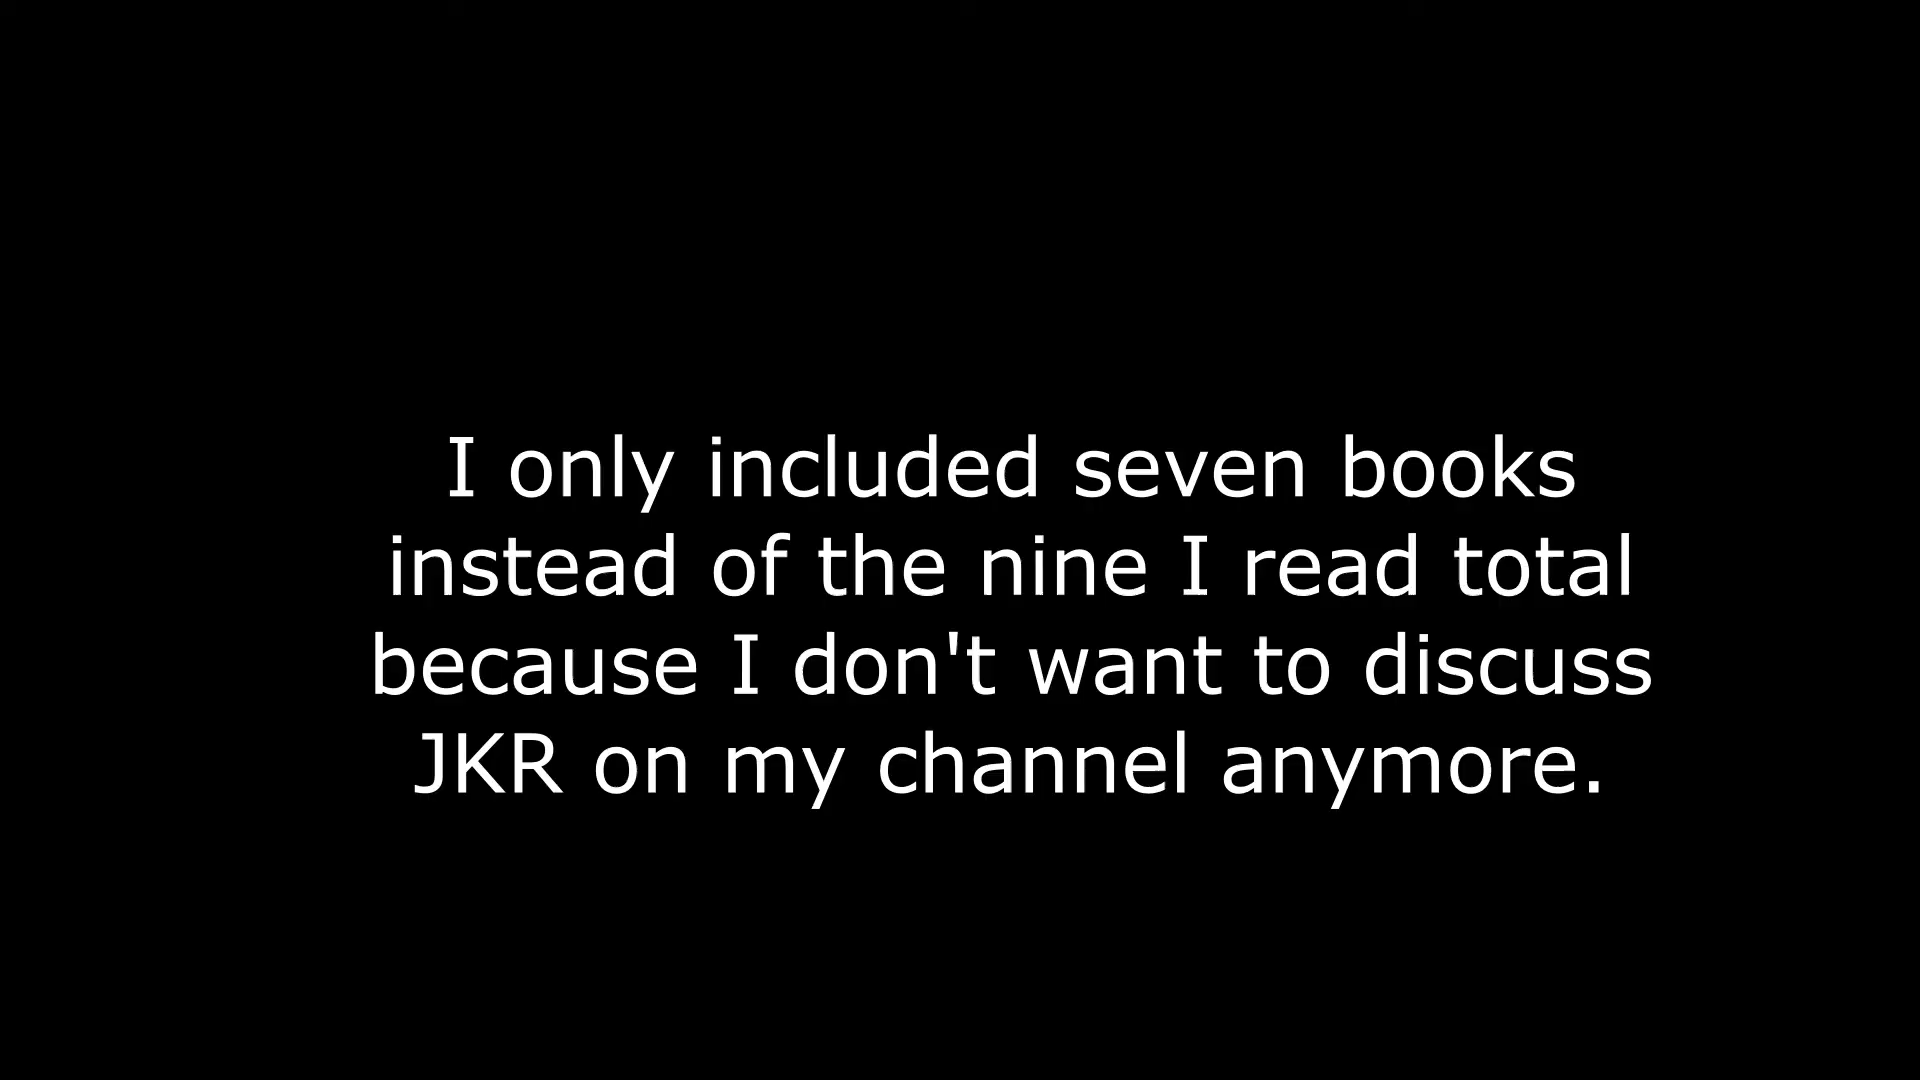 I only included seven books
instead of the nine I read total
because I don't want to discuss
JKR on my channel anymore.